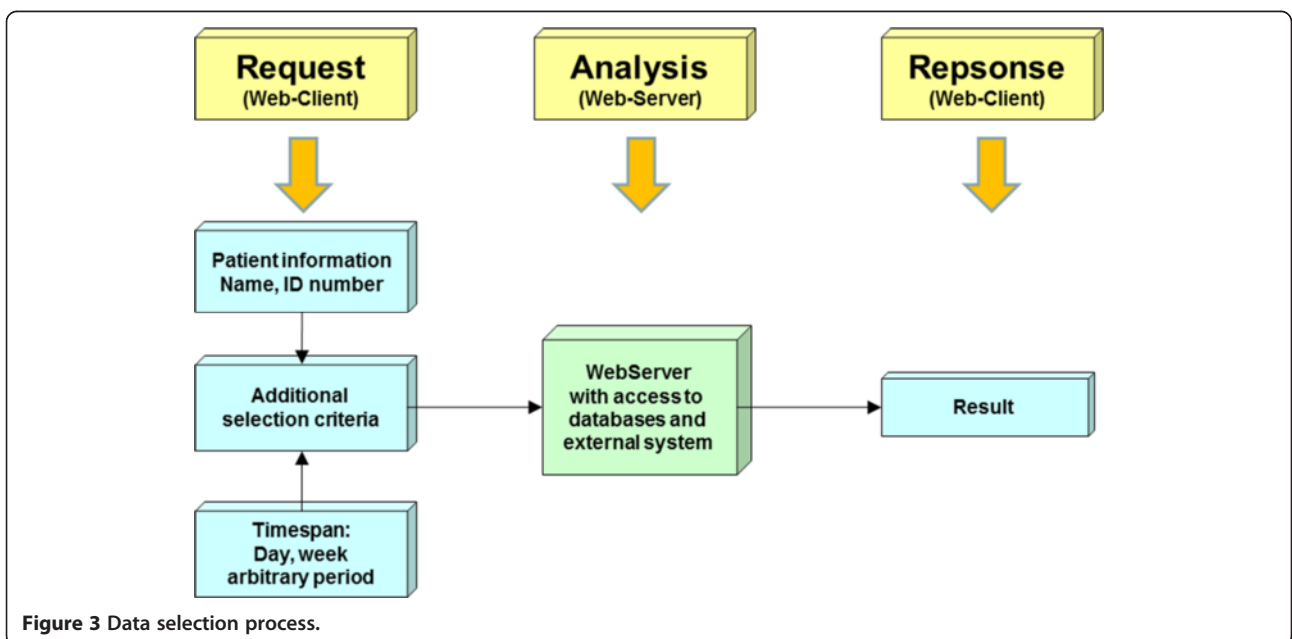 Request
(Web-Client)
Analysis
(Web-Server)
Repsonse
(Web-Client)
Patient information
Name, ID number
Additional
selection criteria
Timespan:
Day, week
arbitrary period
WebServer
with access to
databases and
external system
Result
Figure 3 Data selection process.